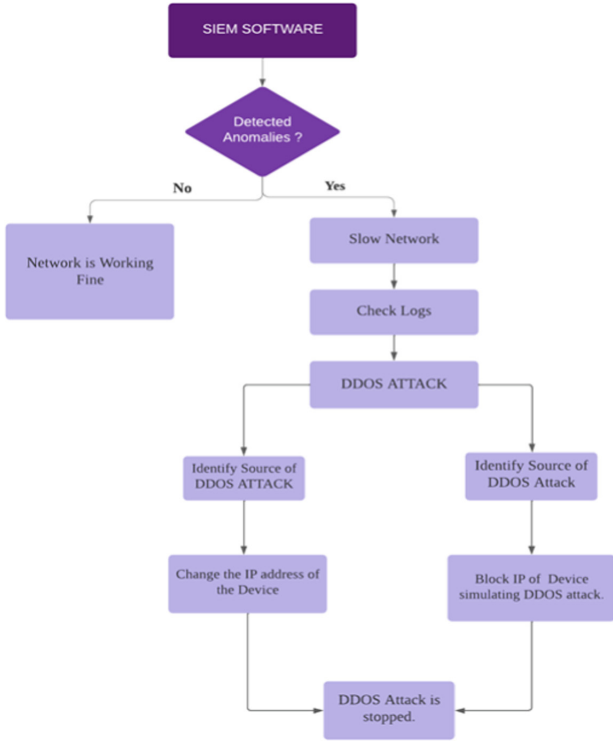 SIEM SOFTWARE
Detected
Anomalies ?
No
Yes
Network is Working
Fine
Slow Network
Check Logs
DDOS ATTACK
Identify Source of
DDOS ATTACK
Identify Source of
DDOS Attack
Change the IP address of
the Device
Block IP of Device
simulating DDOS attack.
DDOS Attack is
stopped.